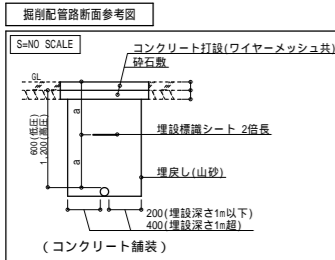 掘削配管路断面参考図
S=NO SCALE
コンクリート打設(ワイヤーメッシュ共)
砕石敷
GL
600(低圧)
1,200(高圧)
a
a
埋設標識シート 2倍長
埋戻し(山砂)
200(埋設深さ1m以下)
400(埋設深さ1m超)
(コンクリート舗装)